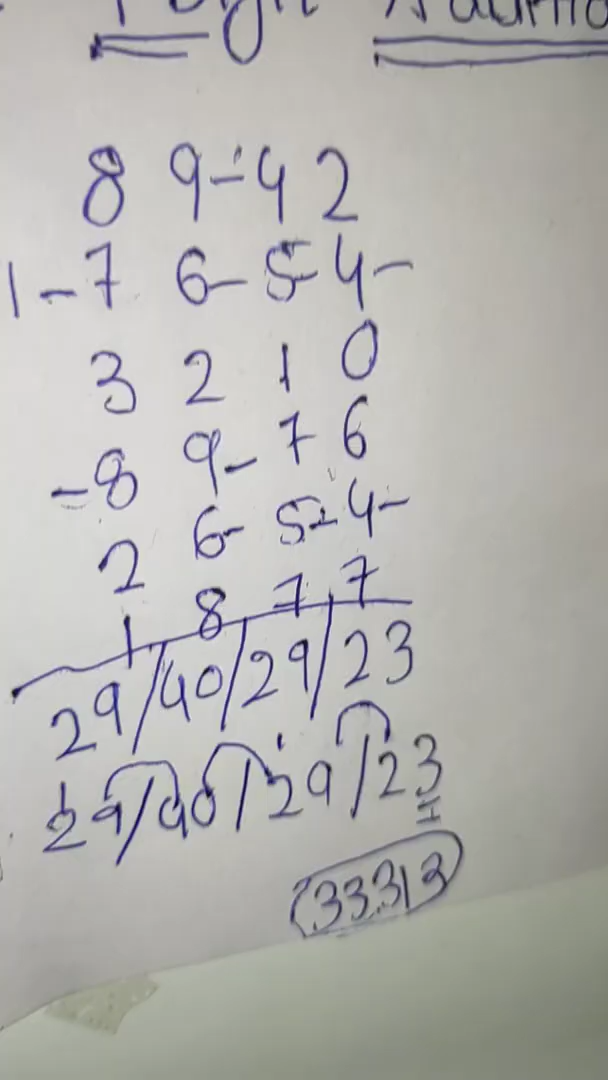 8 9-4 2
1-7 6-5-4-
3 2 1 0
-8 9-7 6
2 6-5-4-
1 8 7 7
29/40/29/23
29/40/29/23
33313